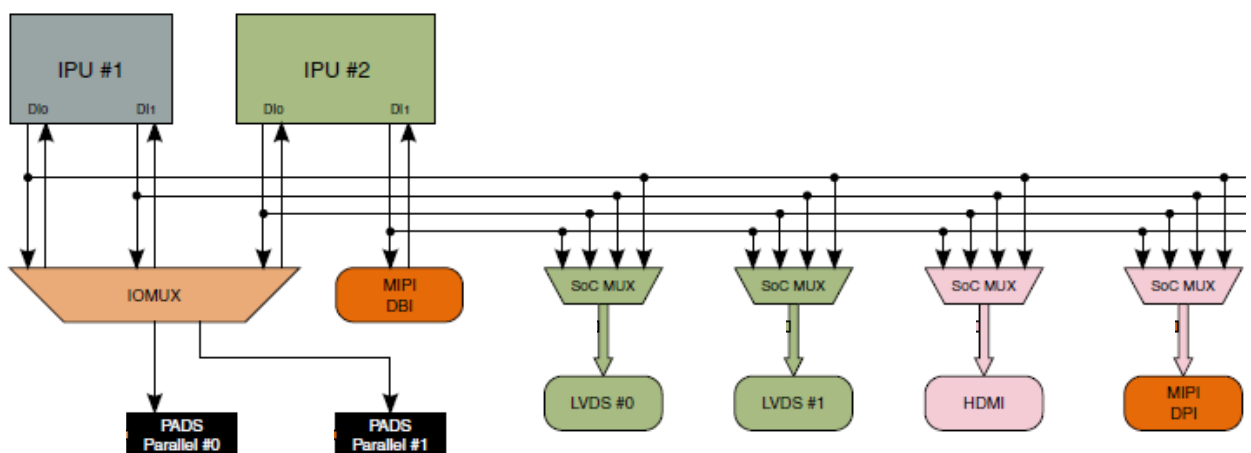 IPU #1
IPU #2
DI0
DI1
DI0
DI1
IOMUX
MIPI
DBI
SoC MUX
SoC MUX
SoC MUX
SoC MUX
LVDS #0
LVDS #1
HDMI
MIPI
DPI
PADS
Parallel #0
PADS
Parallel #1